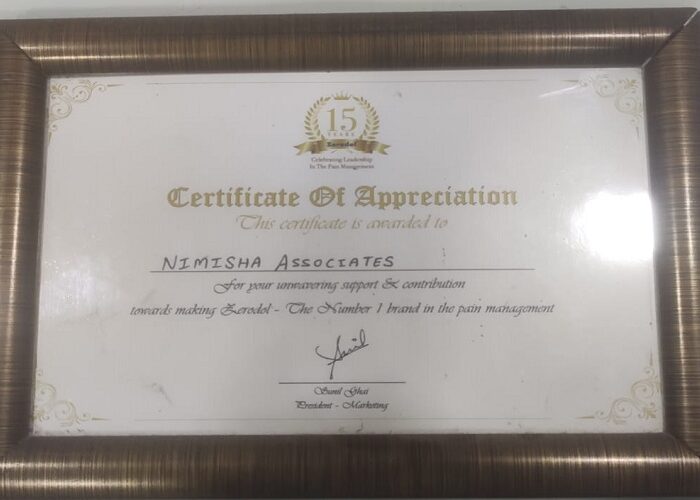 15
YEARS
Zerodol
Celebrating Leadership
In The Pain Management
Certificate Of Appreciation
This certificate is awarded to
NIMISHA ASSOCIATES
For your unwavering support & contribution
towards making Zerodol - The Number 1 brand in the pain management
Sunil
Sunil Ghai
President - Marketing